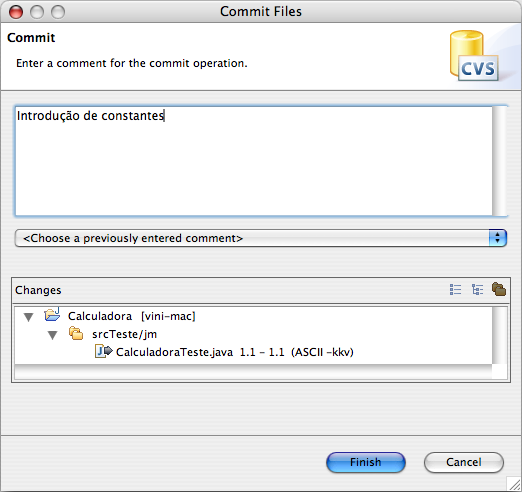 Commit Files
Commit
Enter a comment for the commit operation.
CVS
Introdução de constantes
<Choose a previously entered comment>
Changes
Calculadora [vini-mac]
srcTeste/jm
CalculadoraTeste.java 1.1 - 1.1 (ASCII -kkv)
Finish
Cancel